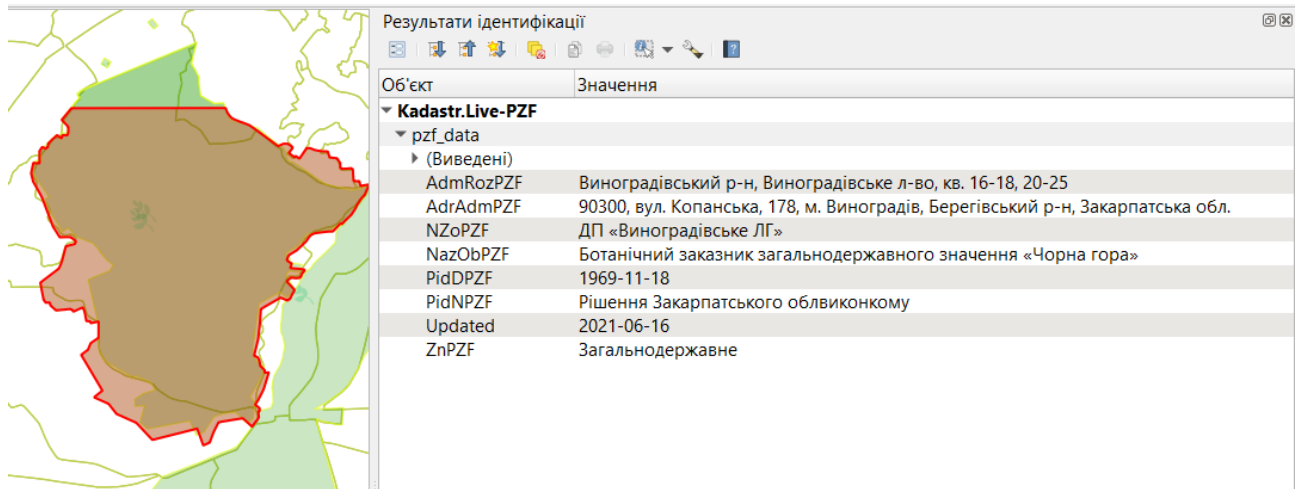 Результати ідентифікації
Об'єкт Значення
Kadastr.Live-PZF
pzf_data
(Виведені)
AdmRozPZF Виноградівський р-н, Виноградівське л-во, кв. 16-18, 20-25
AdrAdmPZF 90300, вул. Копанська, 178, м. Виноградів, Берегівський р-н, Закарпатська обл.
NZoPZF ДП «Виноградівське ЛГ»
NazObPZF Ботанічний заказник загальнодержавного значення «Чорна гора»
PidDPZF 1969-11-18
PidNPZF Рішення Закарпатського облвиконкому
Updated 2021-06-16
ZnPZF Загальнодержавне